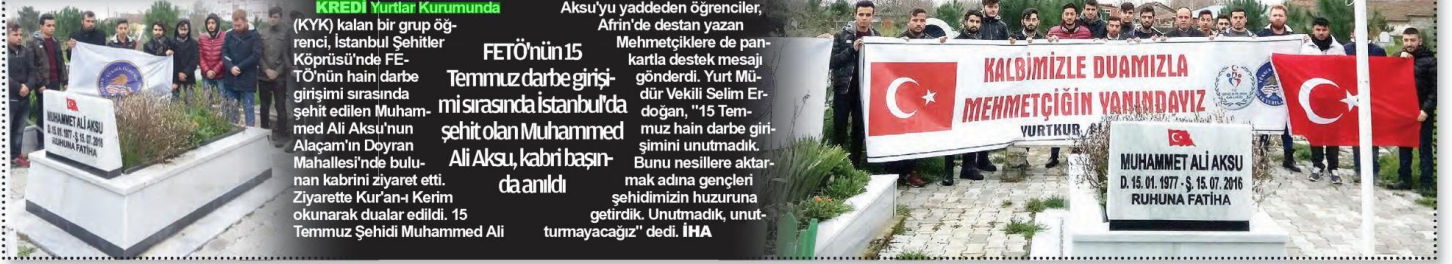 KREDİ Yurtlar Kurumunda
(KYK) kalan bir grup öğ-
renci, İstanbul Şehitler
Köprüsü'nde FE-
TÖ'nün hain darbe
girişimi sırasında
şehit edilen Muham-
med Ali Aksu'nun
Alaçam'ın Doyran
Mahallesi'nde bulu-
nan kabrini ziyaret etti.
Ziyarette Kur'an-ı Kerim
okunarak dualar edildi. 15
Temmuz Şehidi Muhammed Ali
Aksu'yu yaddeden öğrenciler,
Afrin'de destan yazan
Mehmetçiklere de pan-
kartla destek mesajı
gönderdi. Yurt Mü-
dür Vekili Selim Er-
doğan, "15 Tem-
muz hain darbe giri-
şimini unutmadık.
Bunu nesillere aktar-
mak adına gençleri
şehidimizin huzuruna
getirdik. Unutmadık, unut-
turmayacağız" dedi. İHA
FETÖ'nün 15
Temmuz darbe girişi-
mi sırasında İstanbul'da
şehit olan Muhammed
Ali Aksu, kabri başın-
da anıldı
MUHAMMET ALİ AKSU
D. 15. 01. 1977 - Ş. 15. 07. 2016
RUHUNA FATİHA
KALBİMİZLE DUAMIZLA
MEHMETÇİĞİN YANINDAYIZ
YURTKUR
MUHAMMET ALİ AKSU
D. 15. 01. 1977 - Ş. 15. 07. 2016
RUHUNA FATİHA